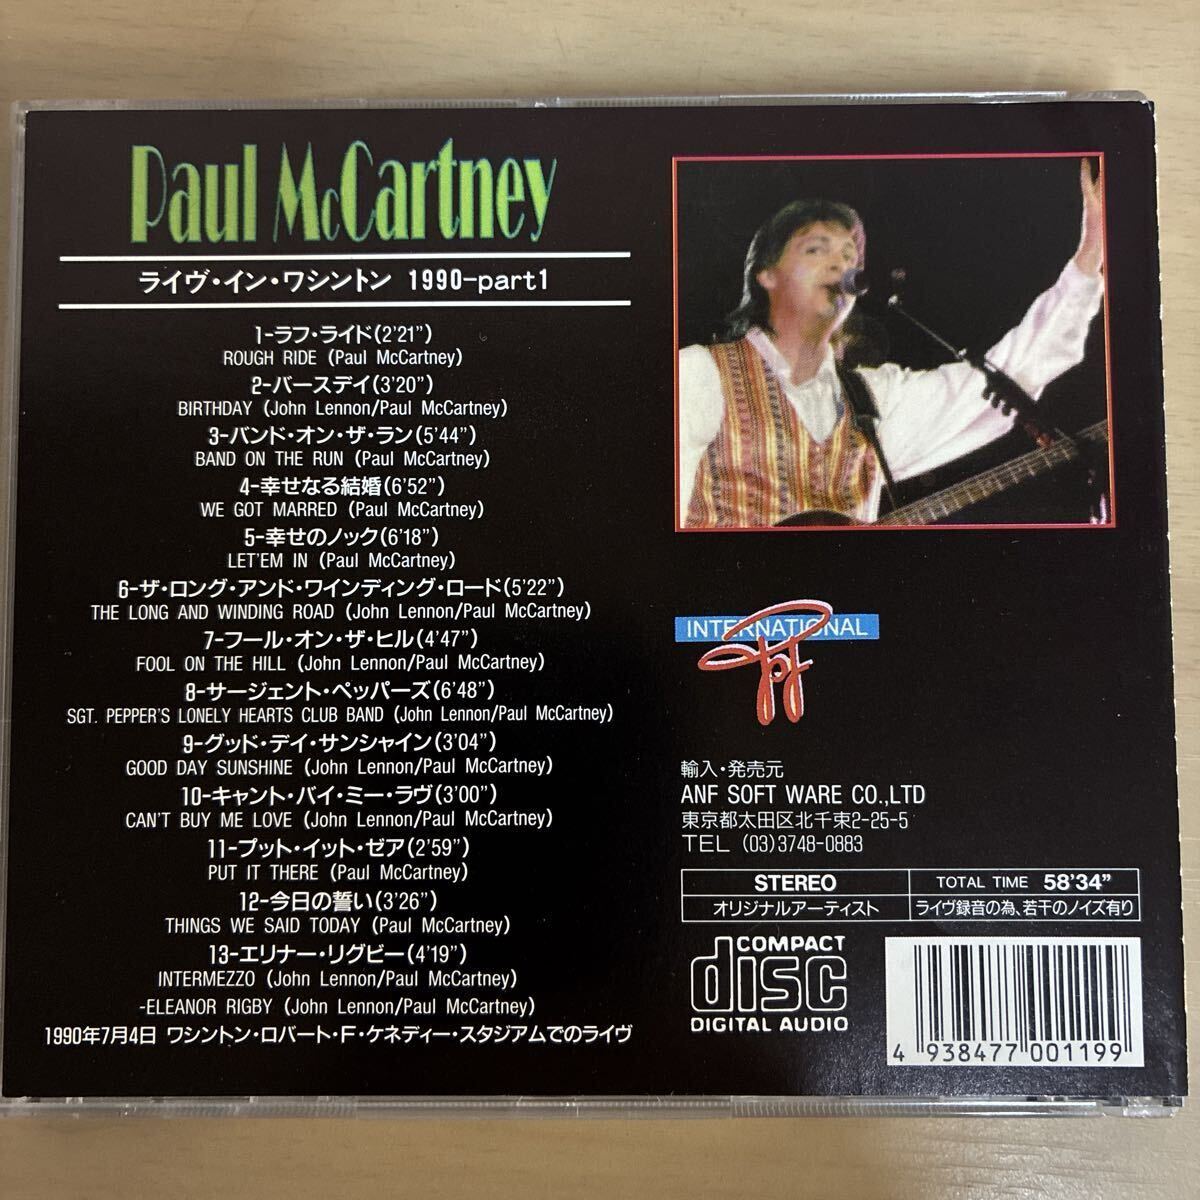 Paul McCartney
ライヴ・イン・ワシントン 1990-part1
1-ラフ・ライド(2'21")
ROUGH RIDE (Paul McCartney)
2-バースデイ(3'20")
BIRTHDAY (John Lennon/Paul McCartney)
3-バンド・オン・ザ・ラン(5'44")
BAND ON THE RUN (Paul McCartney)
4-幸せなる結婚(6'52")
WE GOT MARRED (Paul McCartney)
5-幸せのノック(6'18")
LET'EM IN (Paul McCartney)
6-ザ・ロング・アンド・ワインディング・ロード(5'22")
THE LONG AND WINDING ROAD (John Lennon/Paul McCartney)
7-フール・オン・ザ・ヒル(4'47")
FOOL ON THE HILL (John Lennon/Paul McCartney)
8-サージェント・ペッパーズ(6'48")
SGT. PEPPER'S LONELY HEARTS CLUB BAND (John Lennon/Paul McCartney)
9-グッド・デイ・サンシャイン(3'04")
GOOD DAY SUNSHINE (John Lennon/Paul McCartney)
10-キャント・バイ・ミー・ラヴ(3'00")
CAN'T BUY ME LOVE (John Lennon/Paul McCartney)
11-プット・イット・ゼア(2'59")
PUT IT THERE (Paul McCartney)
12-今日の誓い(3'26")
THINGS WE SAID TODAY (Paul McCartney)
13-エリナー・リグビー(4'19")
INTERMEZZO (John Lennon/Paul McCartney)
-ELEANOR RIGBY (John Lennon/Paul McCartney)
1990年7月4日 ワシントン・ロバート・F・ケネディー・スタジアムでのライヴ
INTERNATIONAL
輸入・発売元
ANF SOFT WARE CO.,LTD
東京都太田区北千束2-25-5
TEL (03)3748-0883
STEREO
TOTAL TIME 58'34"
オリジナルアーティスト
ライヴ録音の為、若干のノイズ有り
COMPACT
disc
DIGITAL AUDIO
4 938477 001199